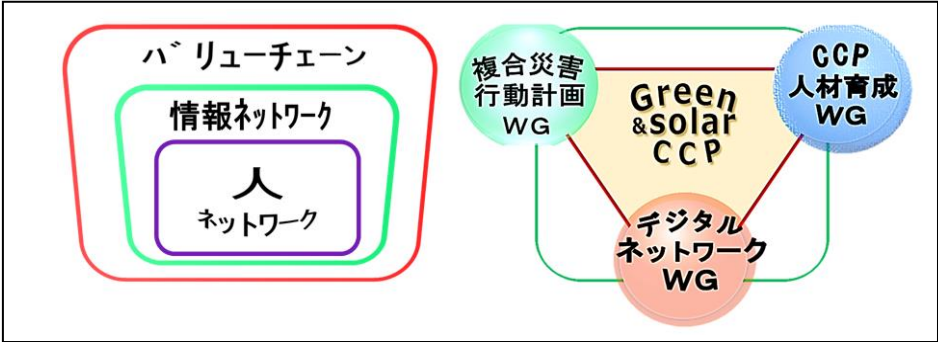 バリューチェーン
情報ネットワーク
人
ネットワーク
複合災害
行動計画
WG
Green
&solar
CCP
CCP
人材育成
WG
デジタル
ネットワーク
WG